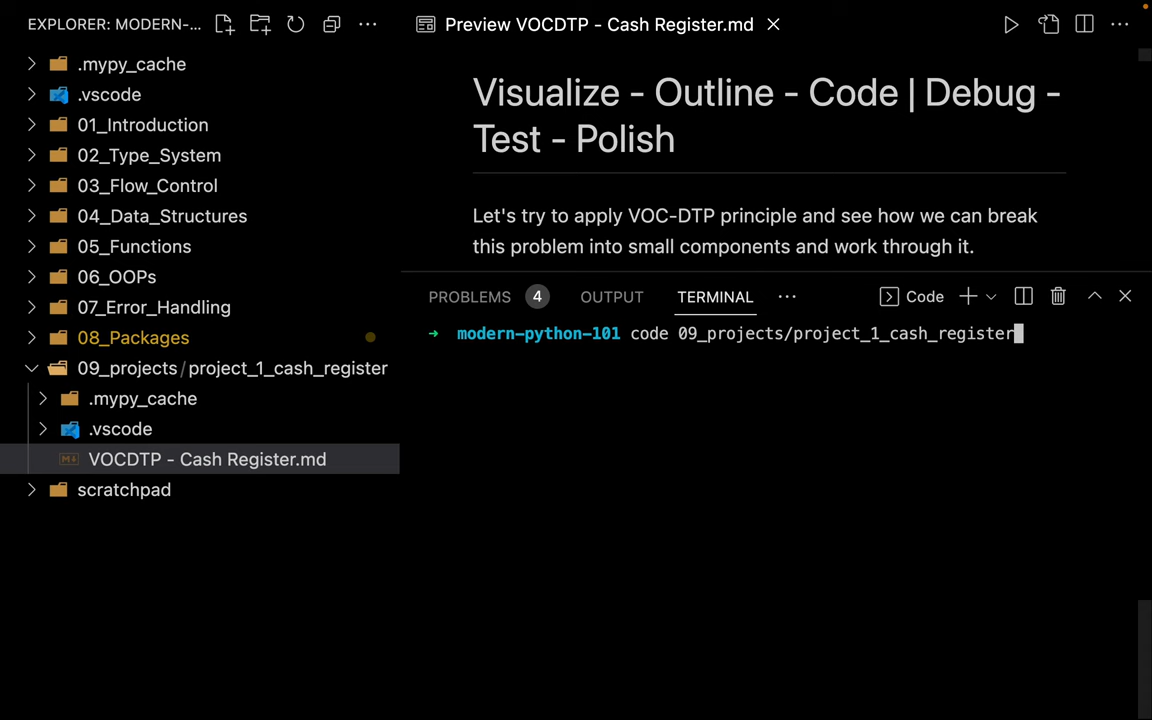 EXPLORER: MODERN-...
.mypy_cache
.vscode
01_Introduction
02_Type_System
03_Flow_Control
04_Data_Structures
05_Functions
06_OOPs
07_Error_Handling
08_Packages
09_projects/project_1_cash_register
.mypy_cache
.vscode
VOCDTP - Cash Register.md
scratchpad
Preview VOCDTP - Cash Register.md
Visualize - Outline - Code | Debug -
Test - Polish
Let's try to apply VOC-DTP principle and see how we can break
this problem into small components and work through it.
PROBLEMS 4 OUTPUT TERMINAL ... Code
→ modern-python-101 code 09_projects/project_1_cash_register